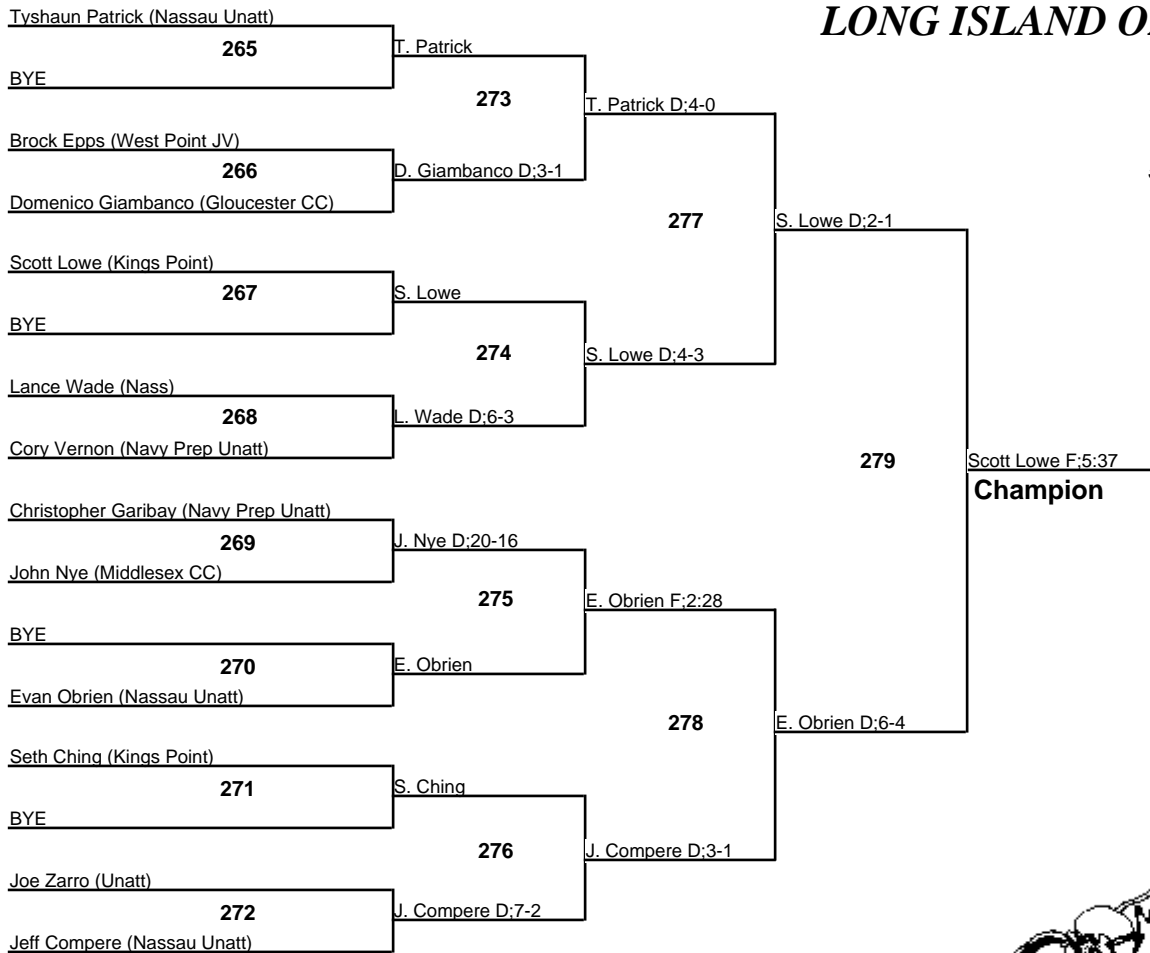 LONG ISLAND O
Tyshaun Patrick (Nassau Unatt)
265
BYE
T. Patrick
273
T. Patrick D;4-0
Brock Epps (West Point JV)
266
D. Giambanco D;3-1
Domenico Giambanco (Gloucester CC)
277
S. Lowe D;2-1
Scott Lowe (Kings Point)
267
S. Lowe
BYE
274
S. Lowe D;4-3
Lance Wade (Nass)
268
L. Wade D;6-3
Cory Vernon (Navy Prep Unatt)
279
Scott Lowe F;5:37
Champion
Christopher Garibay (Navy Prep Unatt)
269
J. Nye D;20-16
John Nye (Middlesex CC)
275
E. Obrien F;2:28
BYE
270
E. Obrien
Evan Obrien (Nassau Unatt)
278
E. Obrien D;6-4
Seth Ching (Kings Point)
271
S. Ching
BYE
276
J. Compere D;3-1
Joe Zarro (Unatt)
272
J. Compere D;7-2
Jeff Compere (Nassau Unatt)